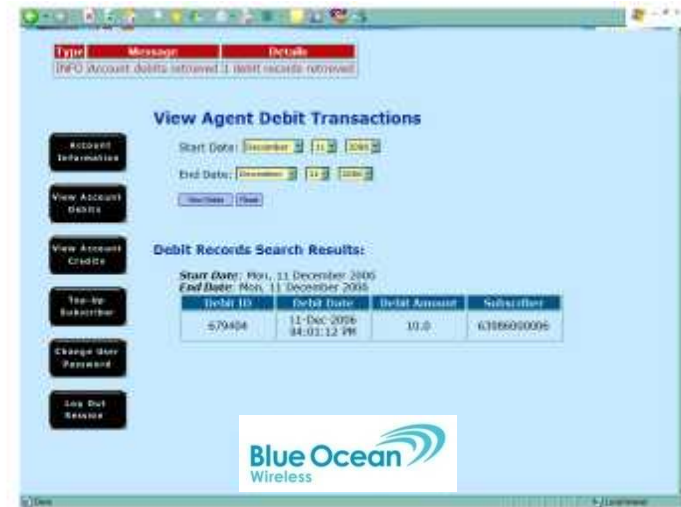 Type Message Details
INFO Account debits retrieved 1 debit records retrieved
View Agent Debit Transactions
Account Information
Start Date: December 11 2006
End Date: December 11 2006
View Account Debits
View Account Credits
Debit Records Search Results:
Start Date: Mon, 11 December 2006
End Date: Mon, 11 December 2006
Debit ID Debit Date Debit Amount Subscriber
679404 11-Dec-2006 04:01:12 PM 10.0
Top-Up Subscriber
Change User Password
Log Out Session
Blue Ocean
Wireless
Done
Local intranet